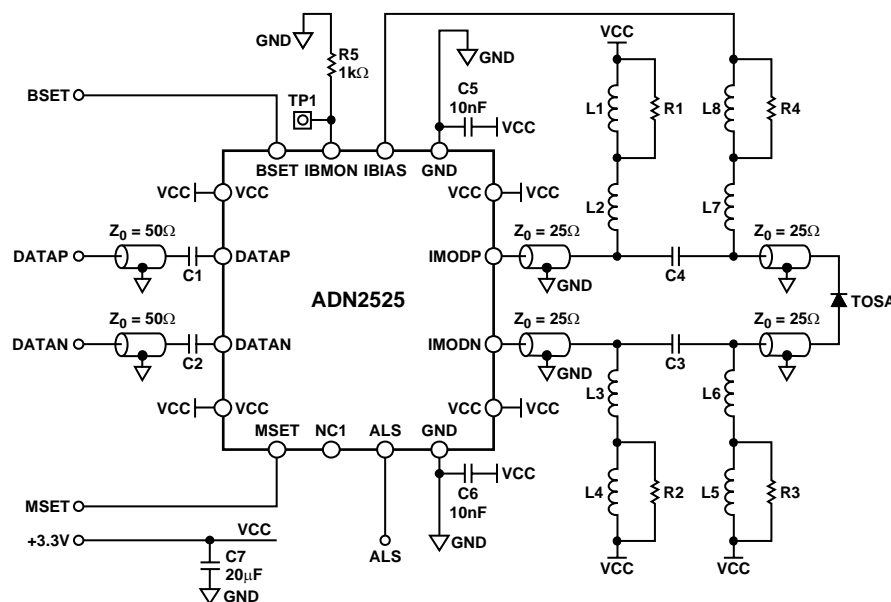 GND
R5
1kΩ
TP1
BSET
C5
10nF
VCC
GND
VCC
L1
R1
L8
R4
L2
L7
BSET
IBMON
IBIAS
GND
VCC
VCC
VCC
VCC
Z0 = 50Ω
DATAP
C1
DATAP
IMODP
Z0 = 25Ω
GND
C4
Z0 = 25Ω
ADN2525
TOSA
Z0 = 50Ω
DATAN
C2
DATAN
IMODN
Z0 = 25Ω
GND
C3
Z0 = 25Ω
L3
L6
VCC
VCC
VCC
VCC
MSET
NC1
ALS
GND
VCC
C6
10nF
L4
R2
L5
R3
MSET
+3.3V
VCC
GND
ALS
VCC
VCC
C7
20μF
GND